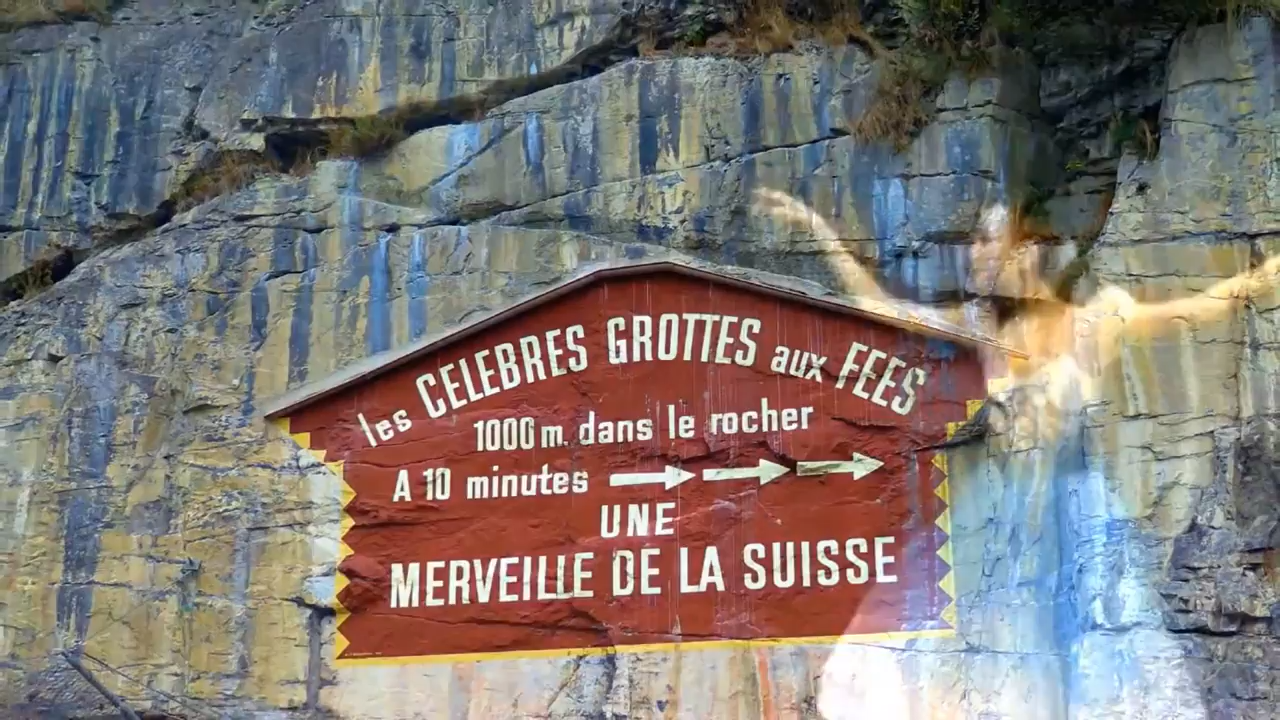 les CELEBRES GROTTES aux FEES
1000 m. dans le rocher
A 10 minutes
UNE
MERVEILLE DE LA SUISSE